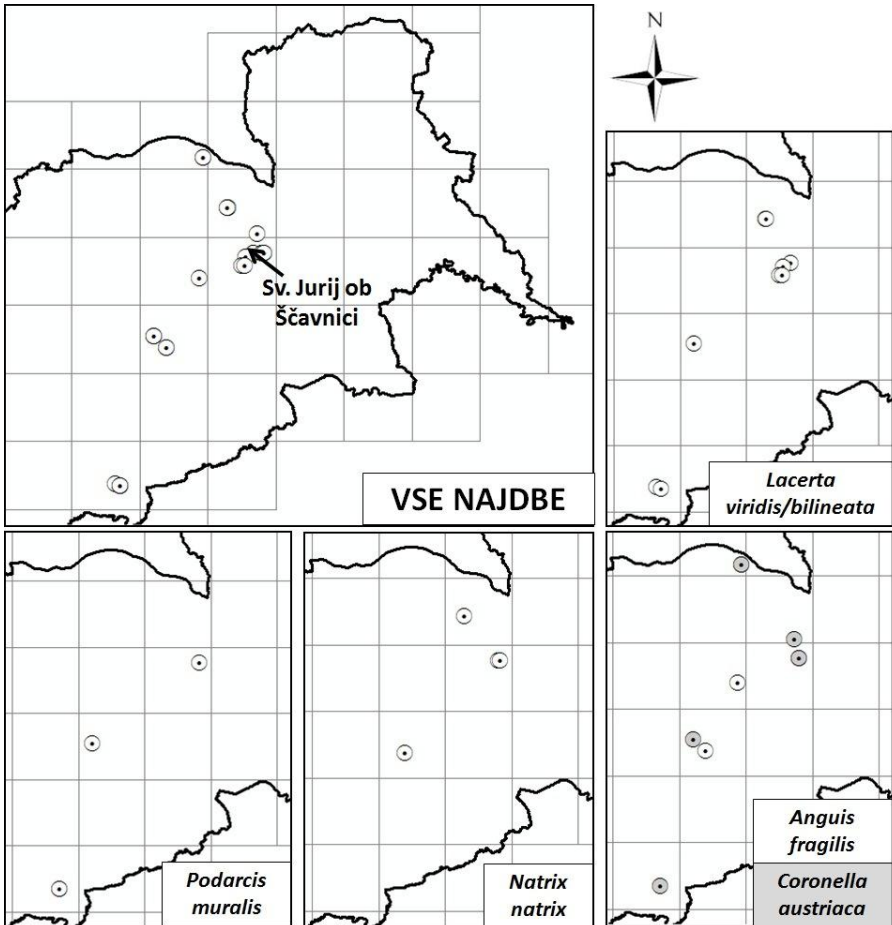 N
Sv. Jurij ob
Ščavnici
VSE NAJDBE
Lacerta
viridis/bilineata
Podarcis
muralis
Natrix
natrix
Anguis
fragilis
Coronella
austriaca